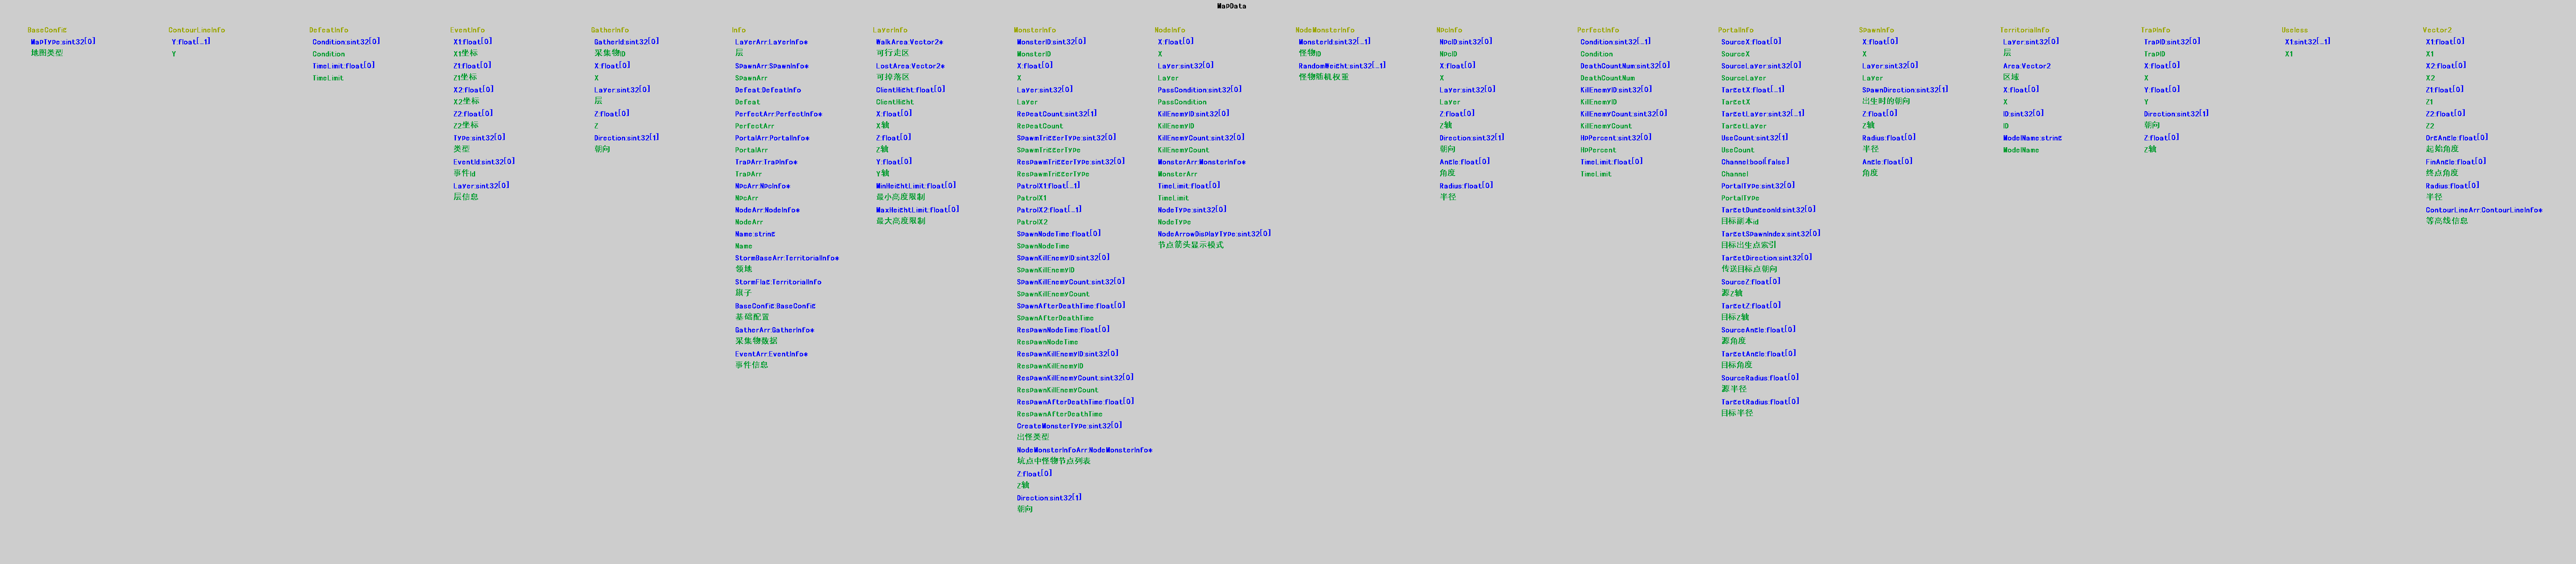 MapData
BaseConfig
MapType:sint32[0]
地图类型
ContourLineInfo
Y:float[_1]
Y
DefeatInfo
Condition:sint32[0]
Condition
TimeLimit:float[0]
TimeLimit
EventInfo
X1:float[0]
X1坐标
Z1:float[0]
Z1坐标
X2:float[0]
X2坐标
Z2:float[0]
Z2坐标
Type:sint32[0]
类型
EventId:sint32[0]
事件Id
Layer:sint32[0]
层信息
GatherInfo
GatherId:sint32[0]
采集物ID
X:float[0]
X
Layer:sint32[0]
层
Z:float[0]
Z
Direction:sint32[1]
朝向
Info
LayerArr:LayerInfo*
层
SpawnArr:SpawnInfo*
SpawnArr
Defeat:DefeatInfo
Defeat
PerfectArr:PerfectInfo*
PerfectArr
PortalArr:PortalInfo*
PortalArr
TrapArr:TrapInfo*
TrapArr
NpcArr:NpcInfo*
NpcArr
NodeArr:NodeInfo*
NodeArr
Name:string
Name
StormBaseArr:TerritorialInfo*
领地
StormFlag:TerritorialInfo
旗子
BaseConfig:BaseConfig
基础配置
GatherArr:GatherInfo*
采集物数据
EventArr:EventInfo*
事件信息
LayerInfo
WalkArea:Vector2*
可行走区
LostArea:Vector2*
可掉落区
ClientHight:float[0]
ClientHight
X:float[0]
X轴
Z:float[0]
Z轴
Y:float[0]
Y轴
MinHeightLimit:float[0]
最小高度限制
MaxHeightLimit:float[0]
最大高度限制
MonsterInfo
MonsterID:sint32[0]
MonsterID
X:float[0]
X
Layer:sint32[0]
Layer
RepeatCount:sint32[1]
RepeatCount
SpawmTriggerType:sint32[0]
SpawmTriggerType
RespawmTriggerType:sint32[0]
RespawmTriggerType
PatrolX1:float[_1]
PatrolX1
PatrolX2:float[_1]
PatrolX2
SpawnNodeTime:float[0]
SpawnNodeTime
SpawnKillEnemyID:sint32[0]
SpawnKillEnemyID
SpawnKillEnemyCount:sint32[0]
SpawnKillEnemyCount
SpawnAfterDeathTime:float[0]
SpawnAfterDeathTime
RespawnNodeTime:float[0]
RespawnNodeTime
RespawnKillEnemyID:sint32[0]
RespawnKillEnemyID
RespawnKillEnemyCount:sint32[0]
RespawnKillEnemyCount
RespawnAfterDeathTime:float[0]
RespawnAfterDeathTime
CreateMonsterType:sint32[0]
出怪类型
NodeMonsterInfoArr:NodeMonsterInfo*
坑点中怪物节点列表
Z:float[0]
Z轴
Direction:sint32[1]
朝向
NodeInfo
X:float[0]
X
Layer:sint32[0]
Layer
PassCondition:sint32[0]
PassCondition
KillEnemyID:sint32[0]
KillEnemyID
KillEnemyCount:sint32[0]
KillEnemyCount
MonsterArr:MonsterInfo*
MonsterArr
TimeLimit:float[0]
TimeLimit
NodeType:sint32[0]
NodeType
NodeArrowDisplayType:sint32[0]
节点箭头显示模式
NodeMonsterInfo
MonsterId:sint32[_1]
怪物ID
RandomWeight:sint32[_1]
怪物随机权重
NpcInfo
NpcID:sint32[0]
NpcID
X:float[0]
X
Layer:sint32[0]
Layer
Z:float[0]
Z轴
Direction:sint32[1]
朝向
Angle:float[0]
角度
Radius:float[0]
半径
PerfectInfo
Condition:sint32[_1]
Condition
DeathCountNum:sint32[0]
DeathCountNum
KillEnemyID:sint32[0]
KillEnemyID
KillEnemyCount:sint32[0]
KillEnemyCount
HpPercent:sint32[0]
HpPercent
TimeLimit:float[0]
TimeLimit
PortalInfo
SourceX:float[0]
SourceX
SourceLayer:sint32[0]
SourceLayer
TargetX:float[_1]
TargetX
TargetLayer:sint32[_1]
TargetLayer
UseCount:sint32[1]
UseCount
Channel:bool[false]
Channel
PortalType:sint32[0]
PortalType
TargetDungeonId:sint32[0]
目标副本id
TargetSpawnIndex:sint32[0]
目标出生点索引
TargetDirection:sint32[0]
传送目标点朝向
SourceZ:float[0]
源Z轴
TargetZ:float[0]
目标Z轴
SourceAngle:float[0]
源角度
TargetAngle:float[0]
目标角度
SourceRadius:float[0]
源半径
TargetRadius:float[0]
目标半径
SpawnInfo
X:float[0]
X
Layer:sint32[0]
Layer
SpawnDirection:sint32[1]
出生时的朝向
Z:float[0]
Z轴
Radius:float[0]
半径
Angle:float[0]
角度
TerritorialInfo
Layer:sint32[0]
层
Area:Vector2
区域
X:float[0]
X
ID:sint32[0]
ID
ModelName:string
ModelName
TrapInfo
TrapID:sint32[0]
TrapID
X:float[0]
X
Y:float[0]
Y
Direction:sint32[1]
朝向
Z:float[0]
Z轴
Useless
X1:sint32[_1]
X1
Vector2
X1:float[0]
X1
X2:float[0]
X2
Z1:float[0]
Z1
Z2:float[0]
Z2
OrgAngle:float[0]
起始角度
FinAngle:float[0]
终点角度
Radius:float[0]
半径
ContourLineArr:ContourLineInfo*
等高线信息